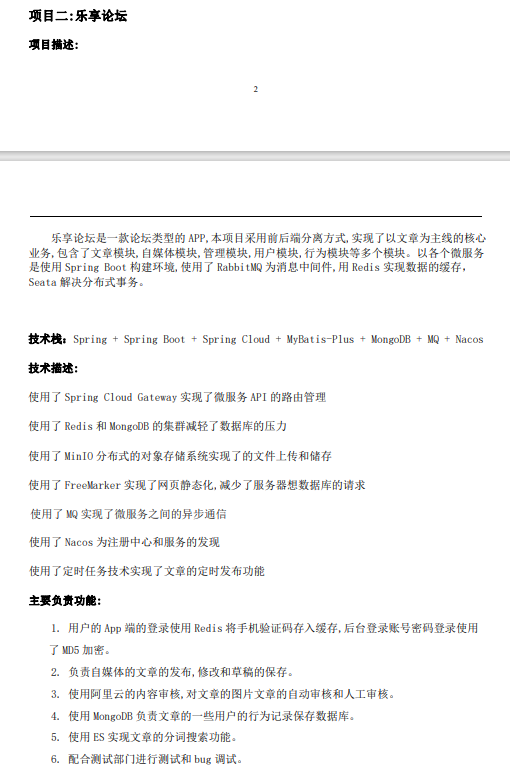 项目二:乐享论坛
项目描述:
2
乐享论坛是一款论坛类型的 APP,本项目采用前后端分离方式,实现了以文章为主线的核心
业务,包含了文章模块,自媒体模块,管理模块,用户模块,行为模块等多个模块。以各个微服务
是使用 Spring Boot 构建环境,使用了 RabbitMQ 为消息中间件,用 Redis 实现数据的缓存,
Seata 解决分布式事务。
技术栈: Spring + Spring Boot + Spring Cloud + MyBatis-Plus + MongoDB + MQ + Nacos
技术描述:
使用了 Spring Cloud Gateway 实现了微服务 API 的路由管理
使用了 Redis 和 MongoDB 的集群减轻了数据库的压力
使用了 MinIO 分布式的对象存储系统实现了的文件上传和储存
使用了 FreeMarker 实现了网页静态化,减少了服务器想数据库的请求
使用了 MQ 实现了微服务之间的异步通信
使用了 Nacos 为注册中心和服务的发现
使用了定时任务技术实现了文章的定时发布功能
主要负责功能:
1. 用户的 App 端的登录使用 Redis 将手机验证码存入缓存,后台登录账号密码登录使用
了 MD5 加密。
2. 负责自媒体的文章的发布,修改和草稿的保存。
3. 使用阿里云的内容审核,对文章的图片文章的自动审核和人工审核。
4. 使用 MongoDB 负责文章的一些用户的行为记录保存数据库。
5. 使用 ES 实现文章的分词搜索功能。
6. 配合测试部门进行测试和 bug 调试。